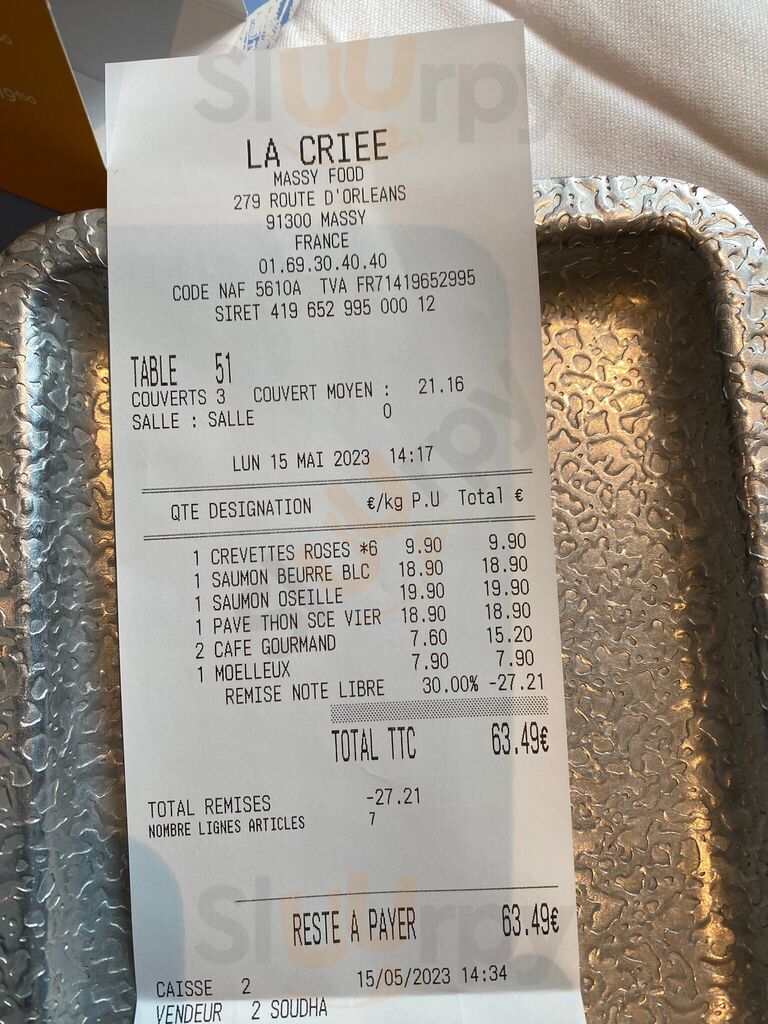 Sluurpy
LA CRIEE
MASSY FOOD
279 ROUTE D'ORLEANS
91300 MASSY
FRANCE
01.69.30.40.40
CODE NAF 5610A TVA FR71419652995
SIRET 419 652 995 000 12
TABLE 51
COUVERTS 3 COUVERT MOYEN : 21.16
SALLE : SALLE 0
LUN 15 MAI 2023 14:17
QTE DESIGNATION €/kg P.U Total €
1 CREVETTES ROSES *6 9.90 9.90
1 SAUMON BEURRE BLC 18.90 18.90
1 SAUMON OSEILLE 19.90 19.90
1 PAVE THON SCE VIER 18.90 18.90
2 CAFE GOURMAND 7.60 15.20
1 MOELLEUX 7.90 7.90
REMISE NOTE LIBRE 30.00% -27.21
TOTAL TTC 63.49€
TOTAL REMISES -27.21
NOMBRE LIGNES ARTICLES 7
Sluurpy
RESTE A PAYER 63.49€
CAISSE 2 15/05/2023 14:34
VENDEUR 2 SOUDHA